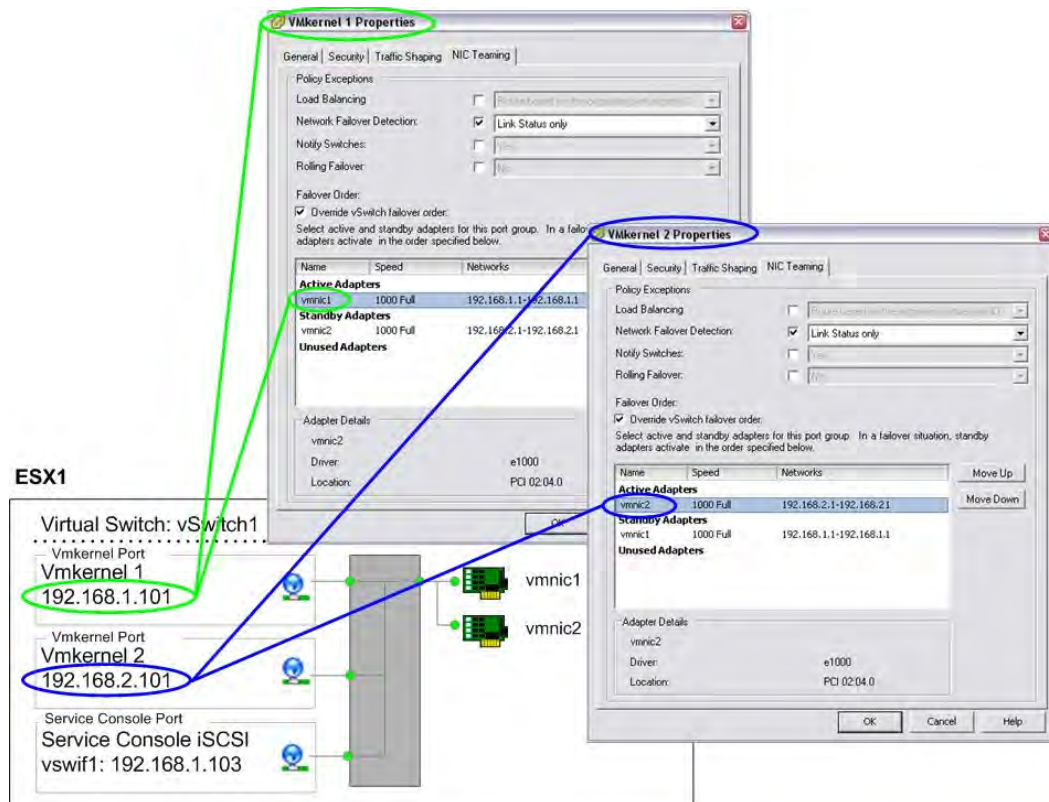 VMkernel 1 Properties
General Security Traffic Shaping NIC Teaming
Policy Exceptions
Load Balancing
Network Failover Detection: Link Status only
Notify Switches: Yes
Rolling Failover: No
Failover Order:
Override vSwitch failover order:
Select active and standby adapters for this port group. In a failov
adapters activate in the order specified below.
Name Speed Networks
Active Adapters
vmnic1 1000 Full 192.168.1.1-192.168.1.1
Standby Adapters
vmnic2 1000 Full 192.168.2.1-192.168.2.1
Unused Adapters
Adapter Details
vmnic2
Driver: e1000
Location: PCI 02:04.0
OK
VMkernel 2 Properties
General Security Traffic Shaping NIC Teaming
Policy Exceptions
Load Balancing
Network Failover Detection: Link Status only
Notify Switches: Yes
Rolling Failover: No
Failover Order:
Override vSwitch failover order:
Select active and standby adapters for this port group. In a failover situation, standby
adapters activate in the order specified below.
Name Speed Networks
Active Adapters
vmnic2 1000 Full 192.168.2.1-192.168.21
Standby Adapters
vmnic1 1000 Full 192.168.1.1-192.168.1.1
Unused Adapters
Move Up
Move Down
Adapter Details
vmnic2
Driver: e1000
Location: PCI 02:04.0
OK Cancel Help
ESX1
Virtual Switch: vSwitch1
Vmkernel Port
Vmkernel 1
192.168.1.101
Vmkernel Port
Vmkernel 2
192.168.2.101
Service Console Port
Service Console iSCSI
vswif1: 192.168.1.103
vmnic1
vmnic2